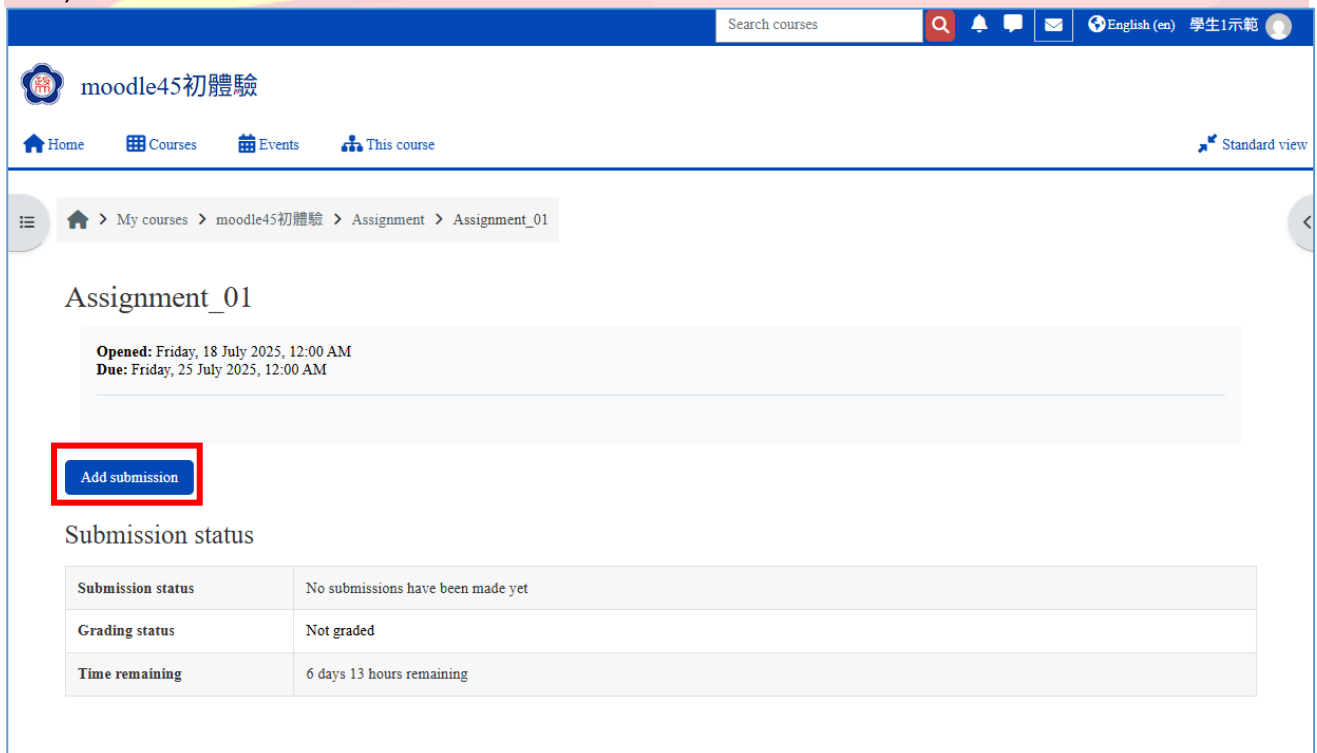 Search courses
English (en) 學生1示範
moodle45初體驗
Home Courses Events This course Standard view
My courses > moodle45初體驗 > Assignment > Assignment_01
Assignment_01
Opened: Friday, 18 July 2025, 12:00 AM
Due: Friday, 25 July 2025, 12:00 AM
Add submission
Submission status
Submission status No submissions have been made yet
Grading status Not graded
Time remaining 6 days 13 hours remaining